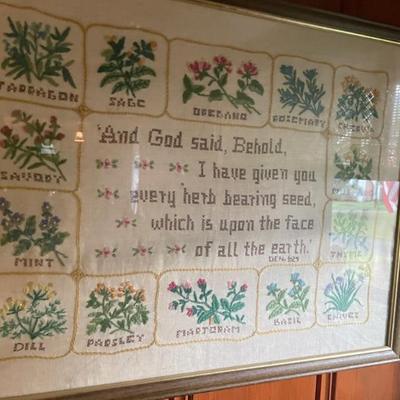 TARRAGON
SAGE
OREGANO
ROSEMARY
CHERVIL
SAVORY
And God said, Behold,
I have given you
every herb bearing seed,
which is upon the face
of all the earth.'
MINT
THYME
DILL
PARSLEY
MARJORAM
BASIL
CHIVES